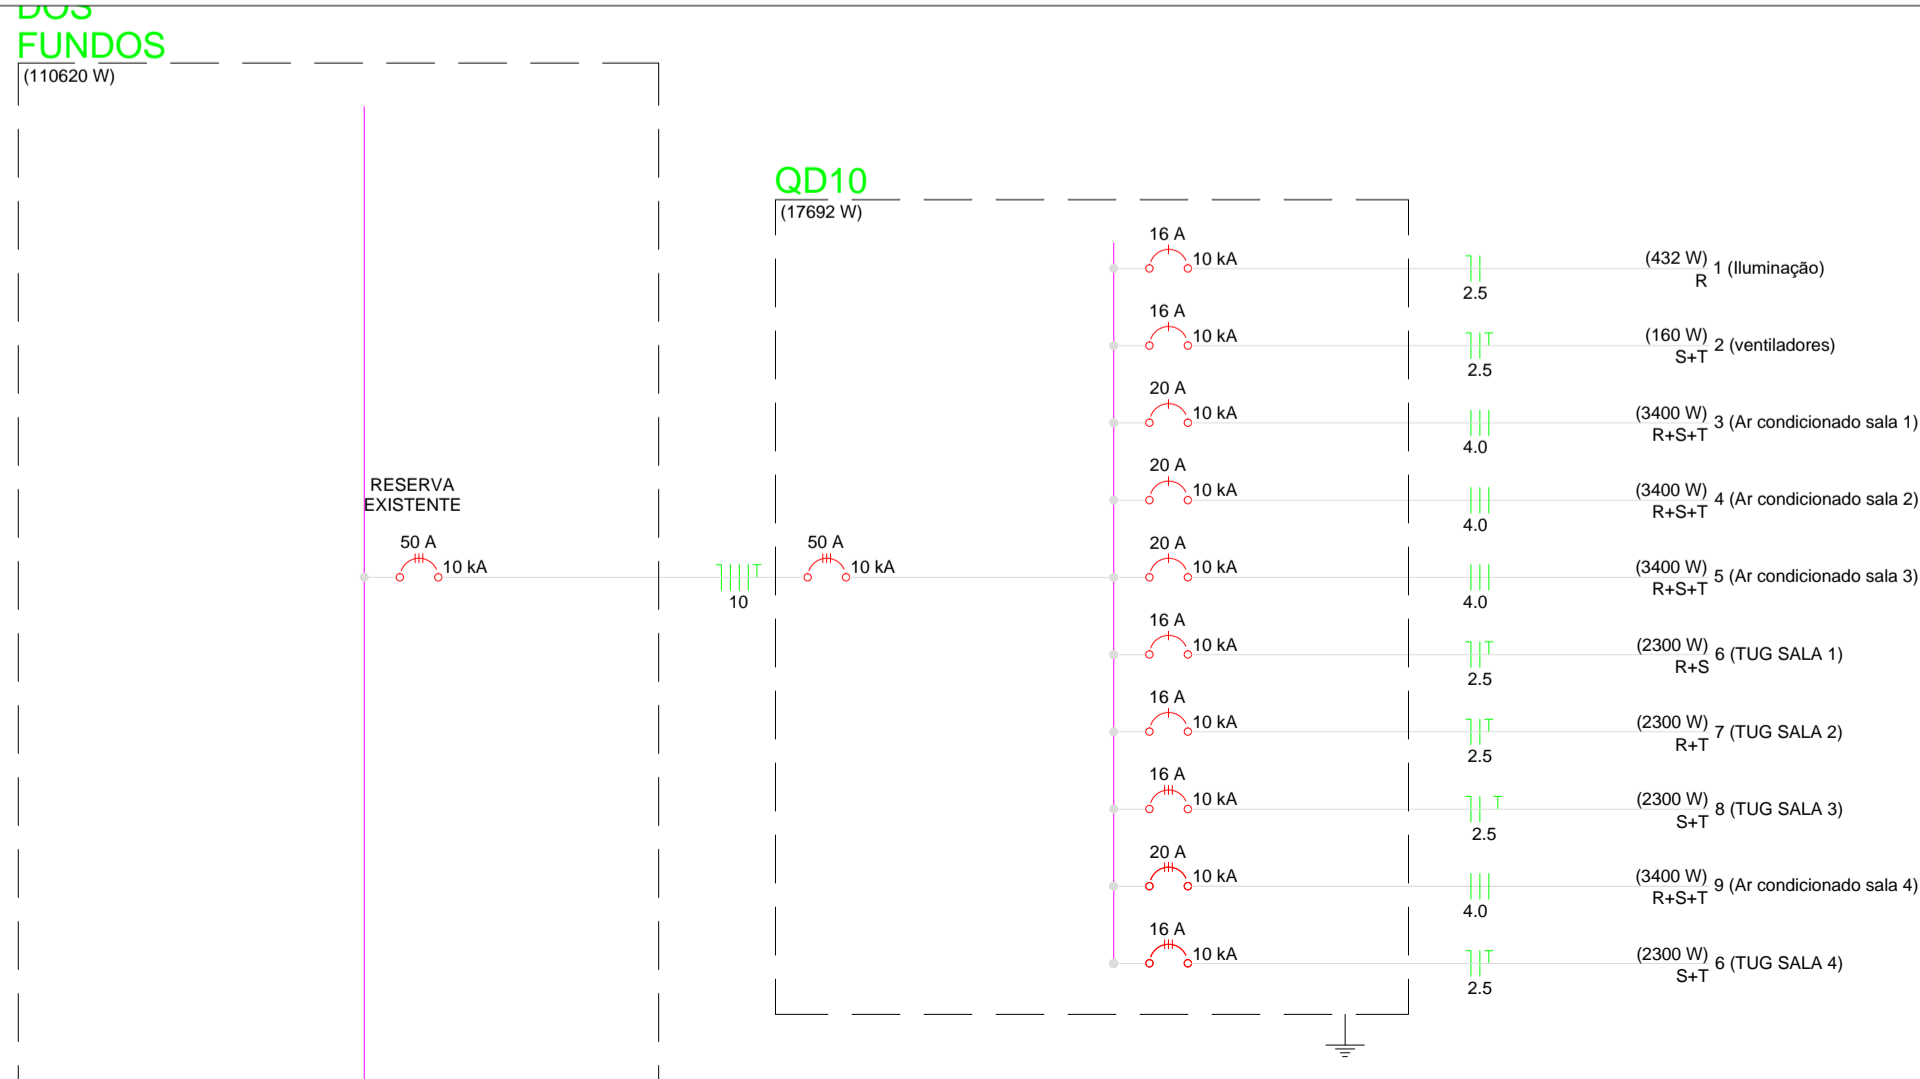 DOS
FUNDOS
(110620 W)
RESERVA
EXISTENTE
50 A
10 kA
10
QD10
(17692 W)
50 A
10 kA
16 A
10 kA
2.5
(432 W)
R
1 (Iluminação)
16 A
10 kA
T
2.5
(160 W)
S+T
2 (ventiladores)
20 A
10 kA
4.0
(3400 W)
R+S+T
3 (Ar condicionado sala 1)
20 A
10 kA
4.0
(3400 W)
R+S+T
4 (Ar condicionado sala 2)
20 A
10 kA
4.0
(3400 W)
R+S+T
5 (Ar condicionado sala 3)
16 A
10 kA
2.5
(2300 W)
R+S
6 (TUG SALA 1)
16 A
10 kA
2.5
(2300 W)
R+T
7 (TUG SALA 2)
16 A
10 kA
2.5
(2300 W)
S+T
8 (TUG SALA 3)
20 A
10 kA
4.0
(3400 W)
R+S+T
9 (Ar condicionado sala 4)
16 A
10 kA
2.5
(2300 W)
S+T
6 (TUG SALA 4)